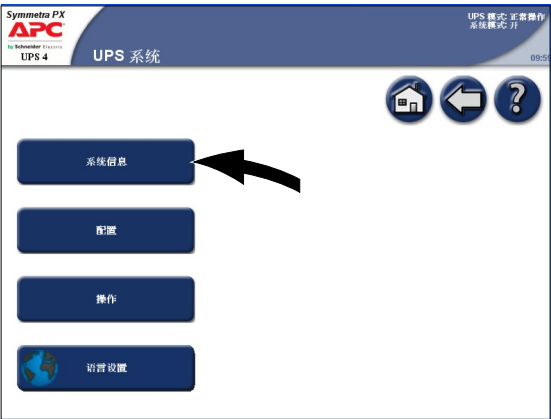 Symmetra PX
APC
by Schneider Electric
UPS 4
UPS 系统
UPS 模式: 正常操作
系统模式: 开
09:59
系统信息
配置
操作
语言设置